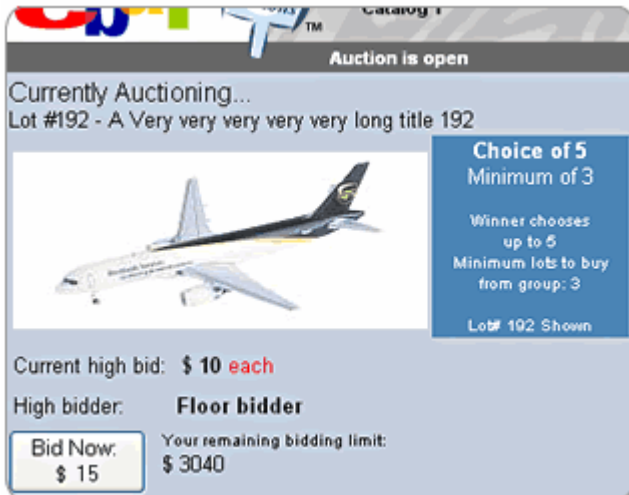 Catalog 1
TM
Auction is open
Currently Auctioning...
Lot #192 - A Very very very very very long title 192
Choice of 5
Minimum of 3
Winner chooses
up to 5
Minimum lots to buy
from group: 3
Lot# 192 Shown
Current high bid: $ 10 each
High bidder: Floor bidder
Bid Now:
$ 15
Your remaining bidding limit:
$ 3040